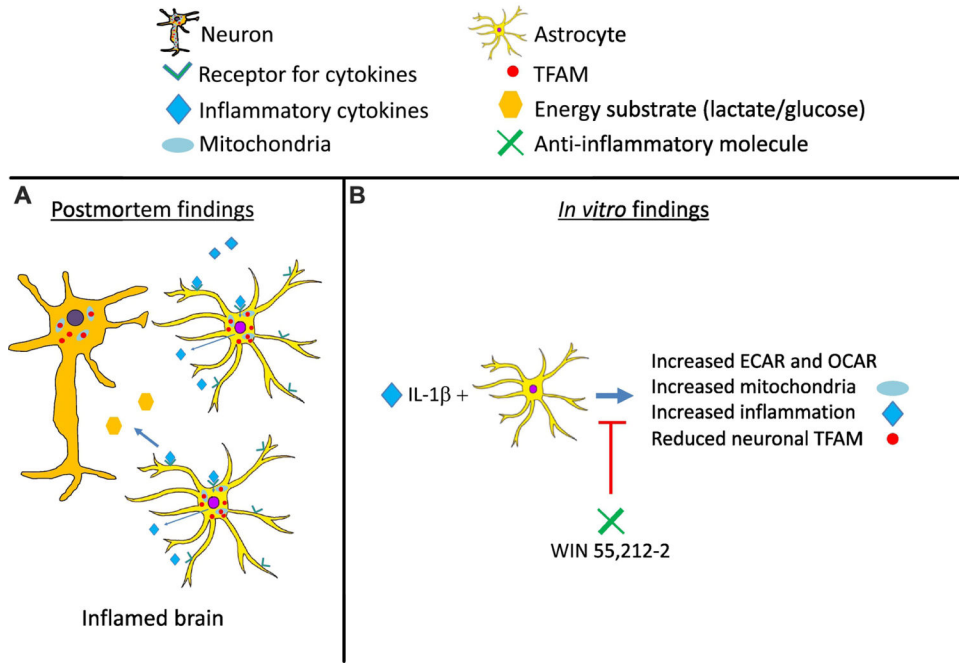 Neuron
Astrocyte
Receptor for cytokines
TFAM
Inflammatory cytokines
Energy substrate (lactate/glucose)
Mitochondria
Anti-inflammatory molecule
A
Postmortem findings
Inflamed brain
B
In vitro findings
IL-1β +
Increased ECAR and OCAR
Increased mitochondria
Increased inflammation
Reduced neuronal TFAM
WIN 55,212-2